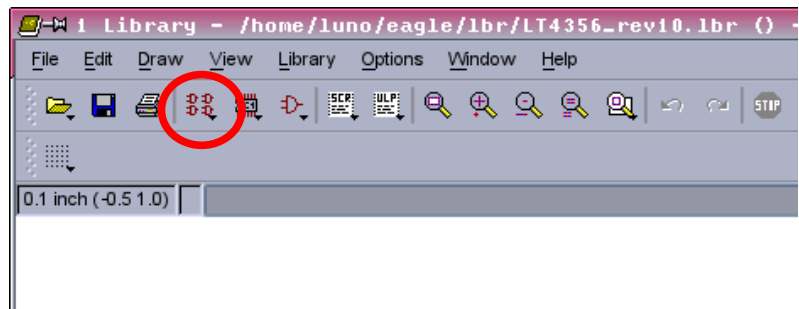 1 Library - /home/luno/eagle/lbr/LT4356_rev10.lbr () -
File Edit Draw View Library Options Window Help
SCR ULP STOP
0.1 inch (-0.5 1.0)